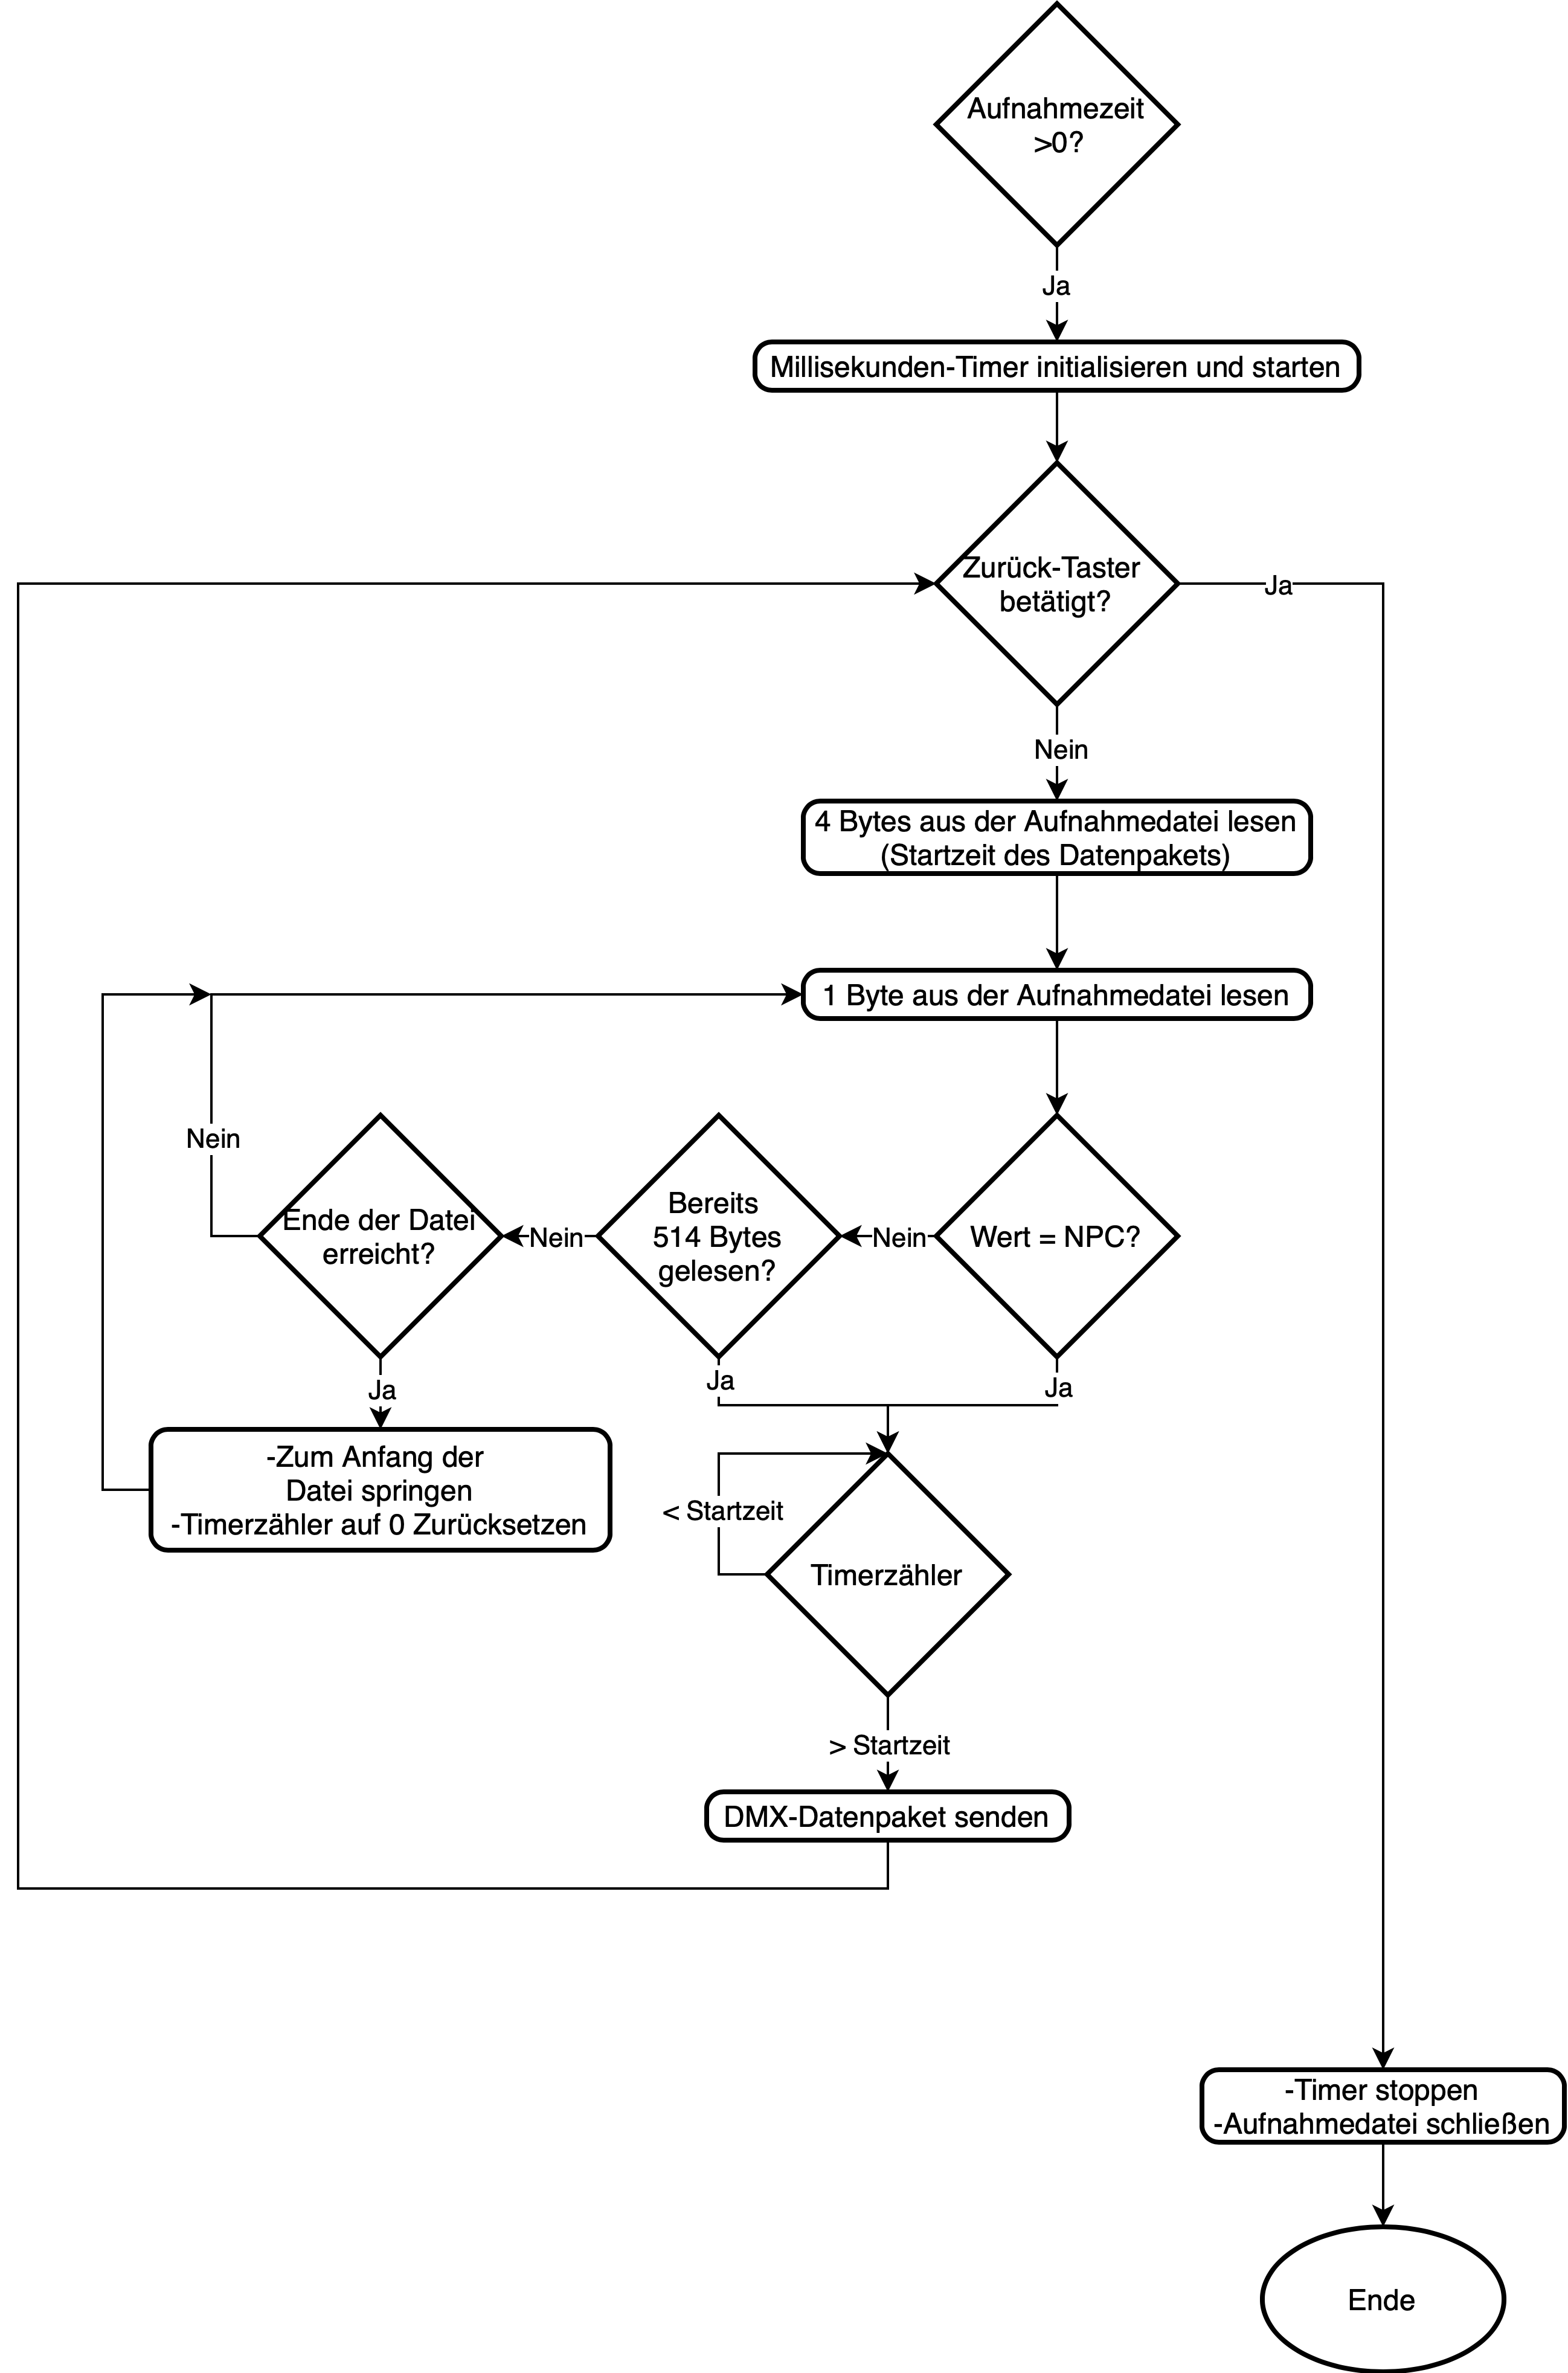 Aufnahmezeit
>0?
Ja
Millisekunden-Timer initialisieren und starten
Zurück-Taster
betätigt?
Ja
Nein
4 Bytes aus der Aufnahmedatei lesen
(Startzeit des Datenpakets)
1 Byte aus der Aufnahmedatei lesen
Nein
Ende der Datei
erreicht?
Nein
Bereits
514 Bytes
gelesen?
Nein
Wert = NPC?
Ja
Ja
Ja
-Zum Anfang der
Datei springen
-Timerzähler auf 0 Zurücksetzen
< Startzeit
Timerzähler
> Startzeit
DMX-Datenpaket senden
-Timer stoppen
-Aufnahmedatei schließen
Ende